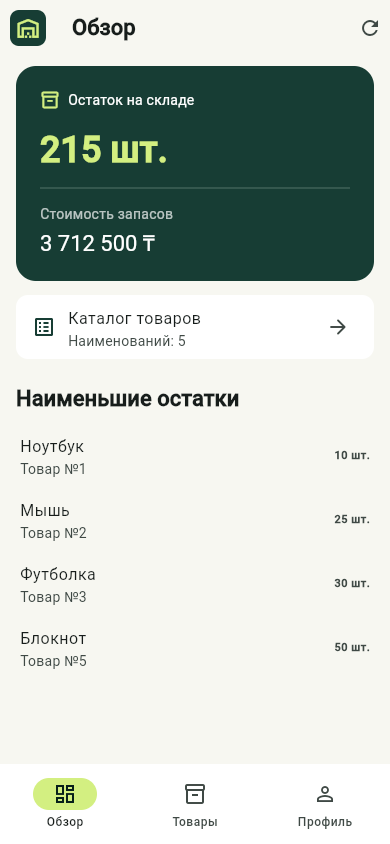 Обзор
Остаток на складе
215 шт.
Стоимость запасов
3 712 500 ₸
Каталог товаров
Наименований: 5
Наименьшие остатки
Ноутбук
Товар №1
10 шт.
Мышь
Товар №2
25 шт.
Футболка
Товар №3
30 шт.
Блокнот
Товар №5
50 шт.
Обзор
Товары
Профиль